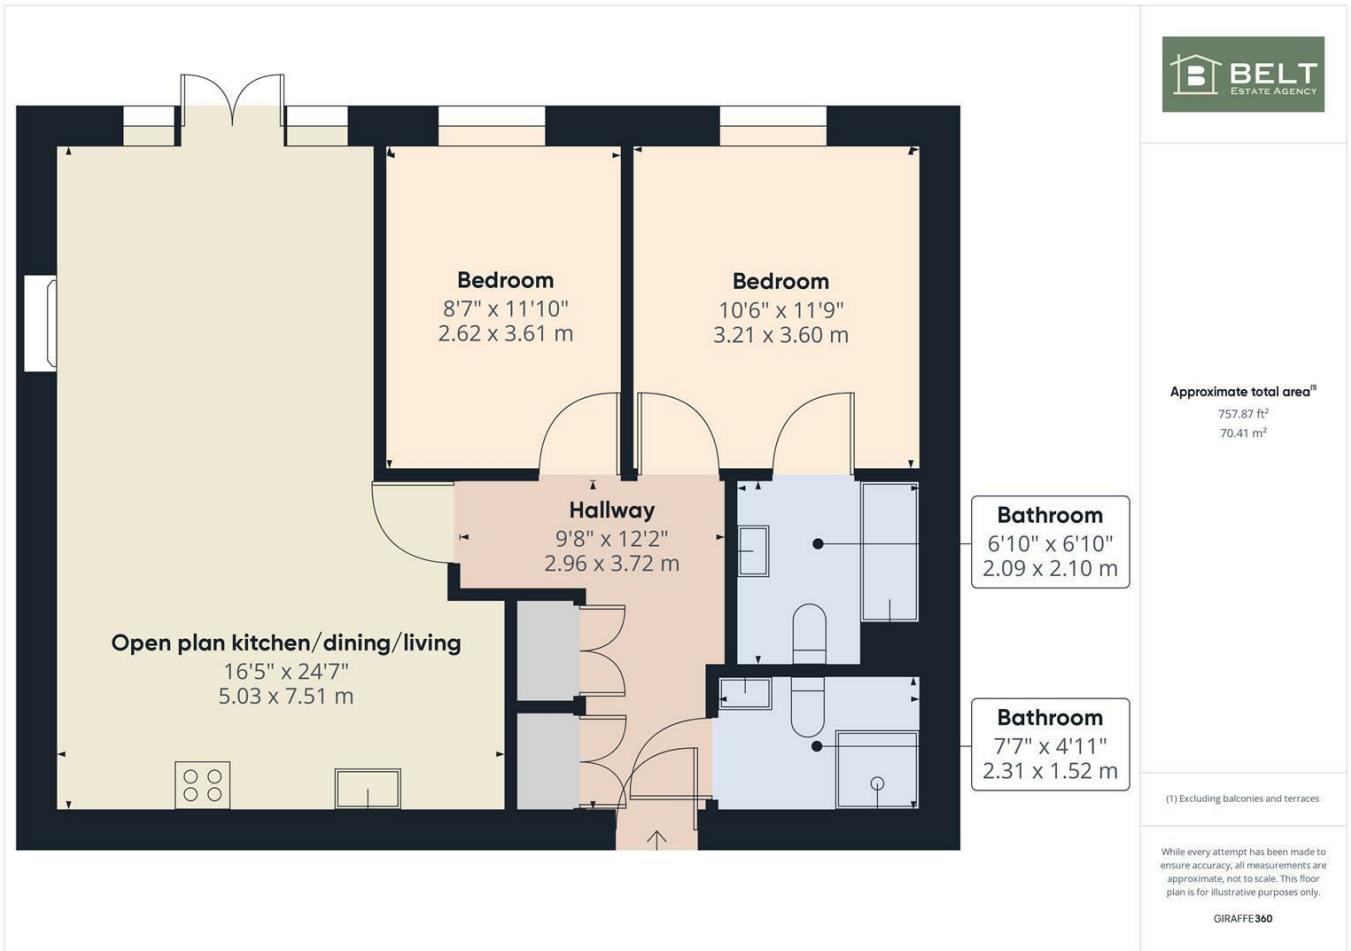 BELT
ESTATE AGENCY
Bedroom
8'7" x 11'10"
2.62 x 3.61 m
Bedroom
10'6" x 11'9"
3.21 x 3.60 m
Hallway
9'8" x 12'2"
2.96 x 3.72 m
Open plan kitchen/dining/living
16'5" x 24'7"
5.03 x 7.51 m
Bathroom
6'10" x 6'10"
2.09 x 2.10 m
Bathroom
7'7" x 4'11"
2.31 x 1.52 m
Approximate total area(1)
757.87 ft²
70.41 m²
(1) Excluding balconies and terraces
While every attempt has been made to
ensure accuracy, all measurements are
approximate, not to scale. This floor
plan is for illustrative purposes only.
GIRAFFE360